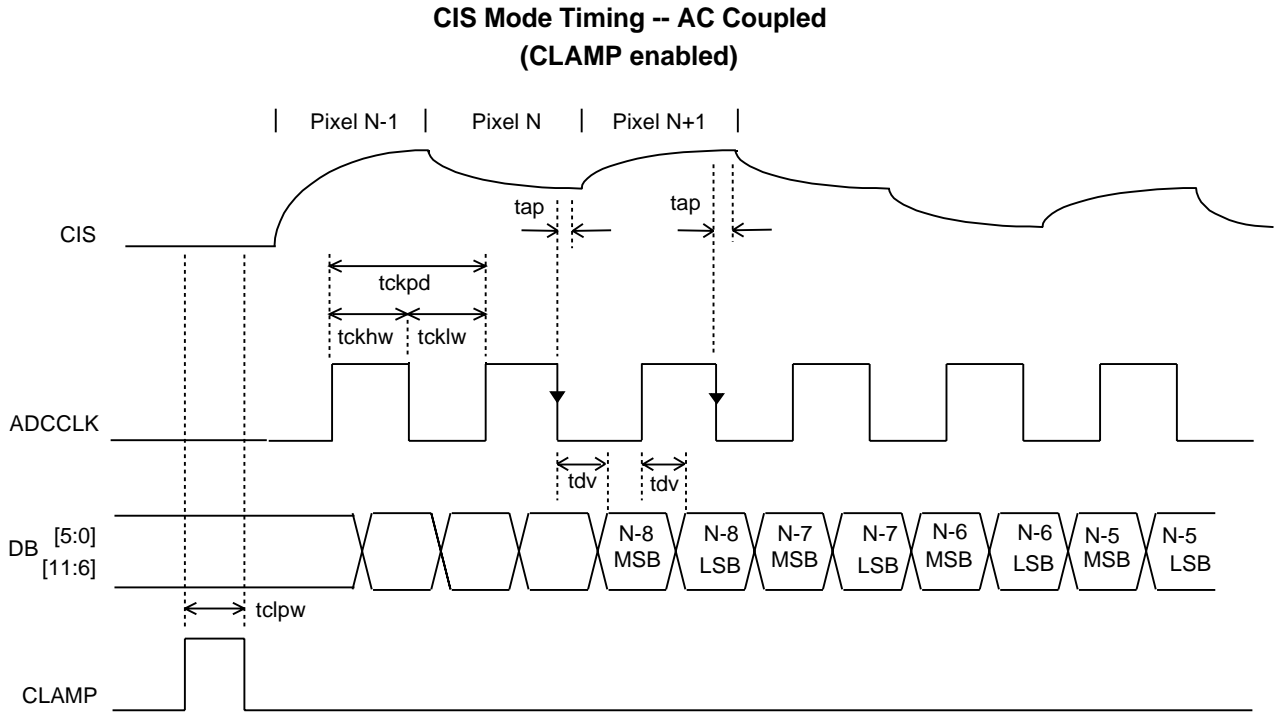 CIS Mode Timing -- AC Coupled
(CLAMP enabled)
| Pixel N-1 | Pixel N | Pixel N+1 |
tap
tap
CIS
tckpd
tckhw
tcklw
ADCCLK
tdv
tdv
DB [5:0]
[11:6]
N-8
MSB
N-8
LSB
N-7
MSB
N-7
LSB
N-6
MSB
N-6
LSB
N-5
MSB
N-5
LSB
tclpw
CLAMP